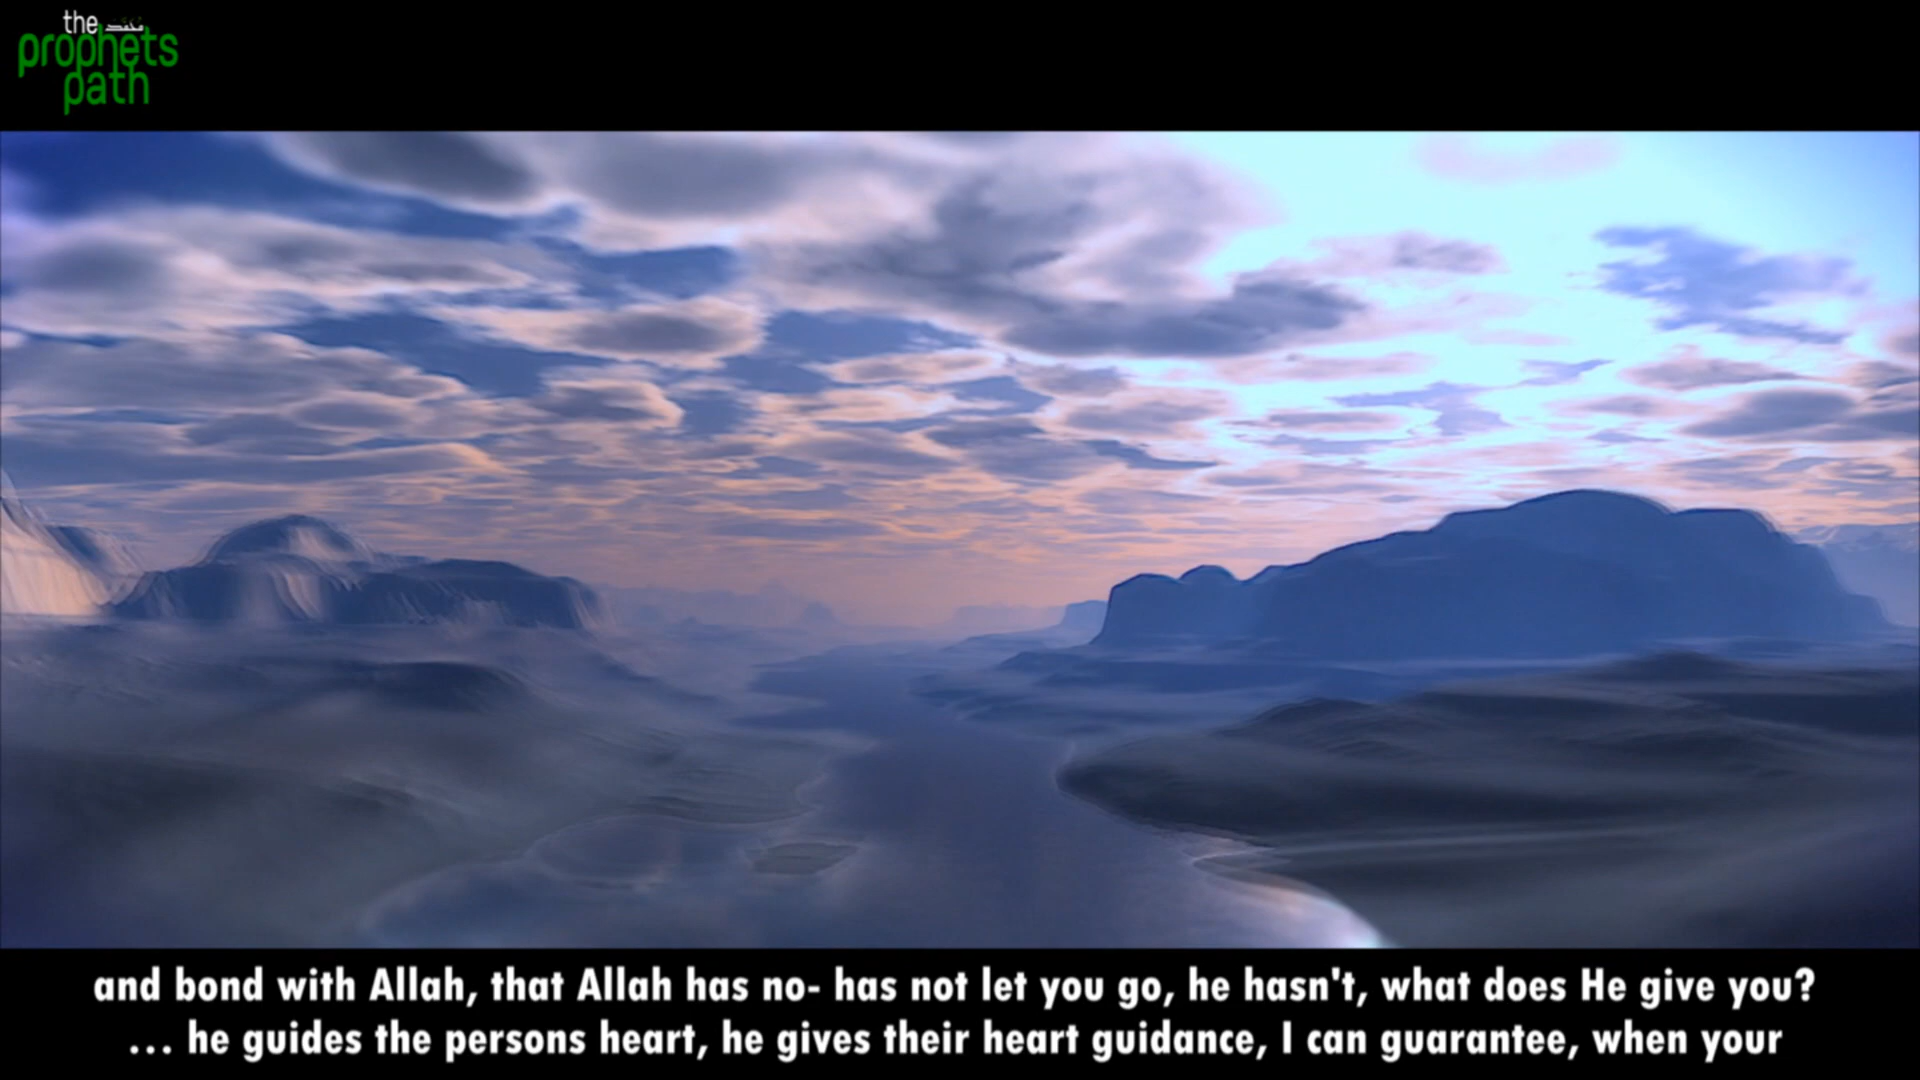 the محمد
prophets
path
and bond with Allah, that Allah has no- has not let you go, he hasn't, what does He give you?
... he guides the persons heart, he gives their heart guidance, I can guarantee, when your